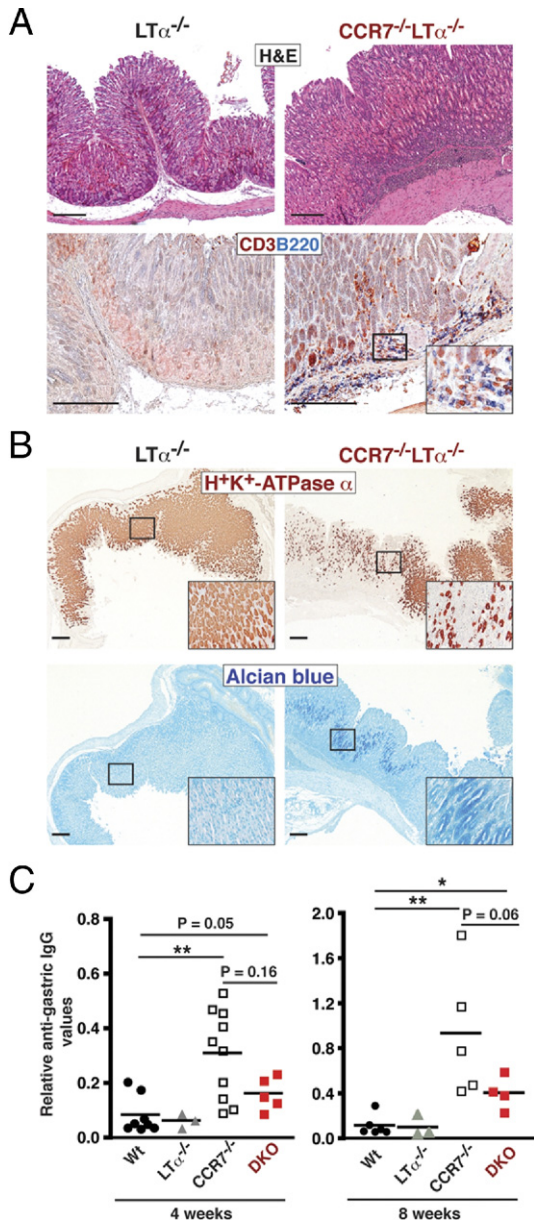 A
LTα-/- CCR7-/-LTα-/-
H&E
CD3B220
B
LTα-/- CCR7-/-LTα-/-
H+K+-ATPase α
Alcian blue
C
Relative anti-gastric IgG
values
0.8
0.6
0.4
0.2
0.0
P = 0.05
**
P = 0.16
Wt
LTα-/-
CCR7-/-
DKO
4 weeks
2.0
1.6
1.2
0.8
0.4
0.0
*
**
P = 0.06
Wt
LTα-/-
CCR7-/-
DKO
8 weeks